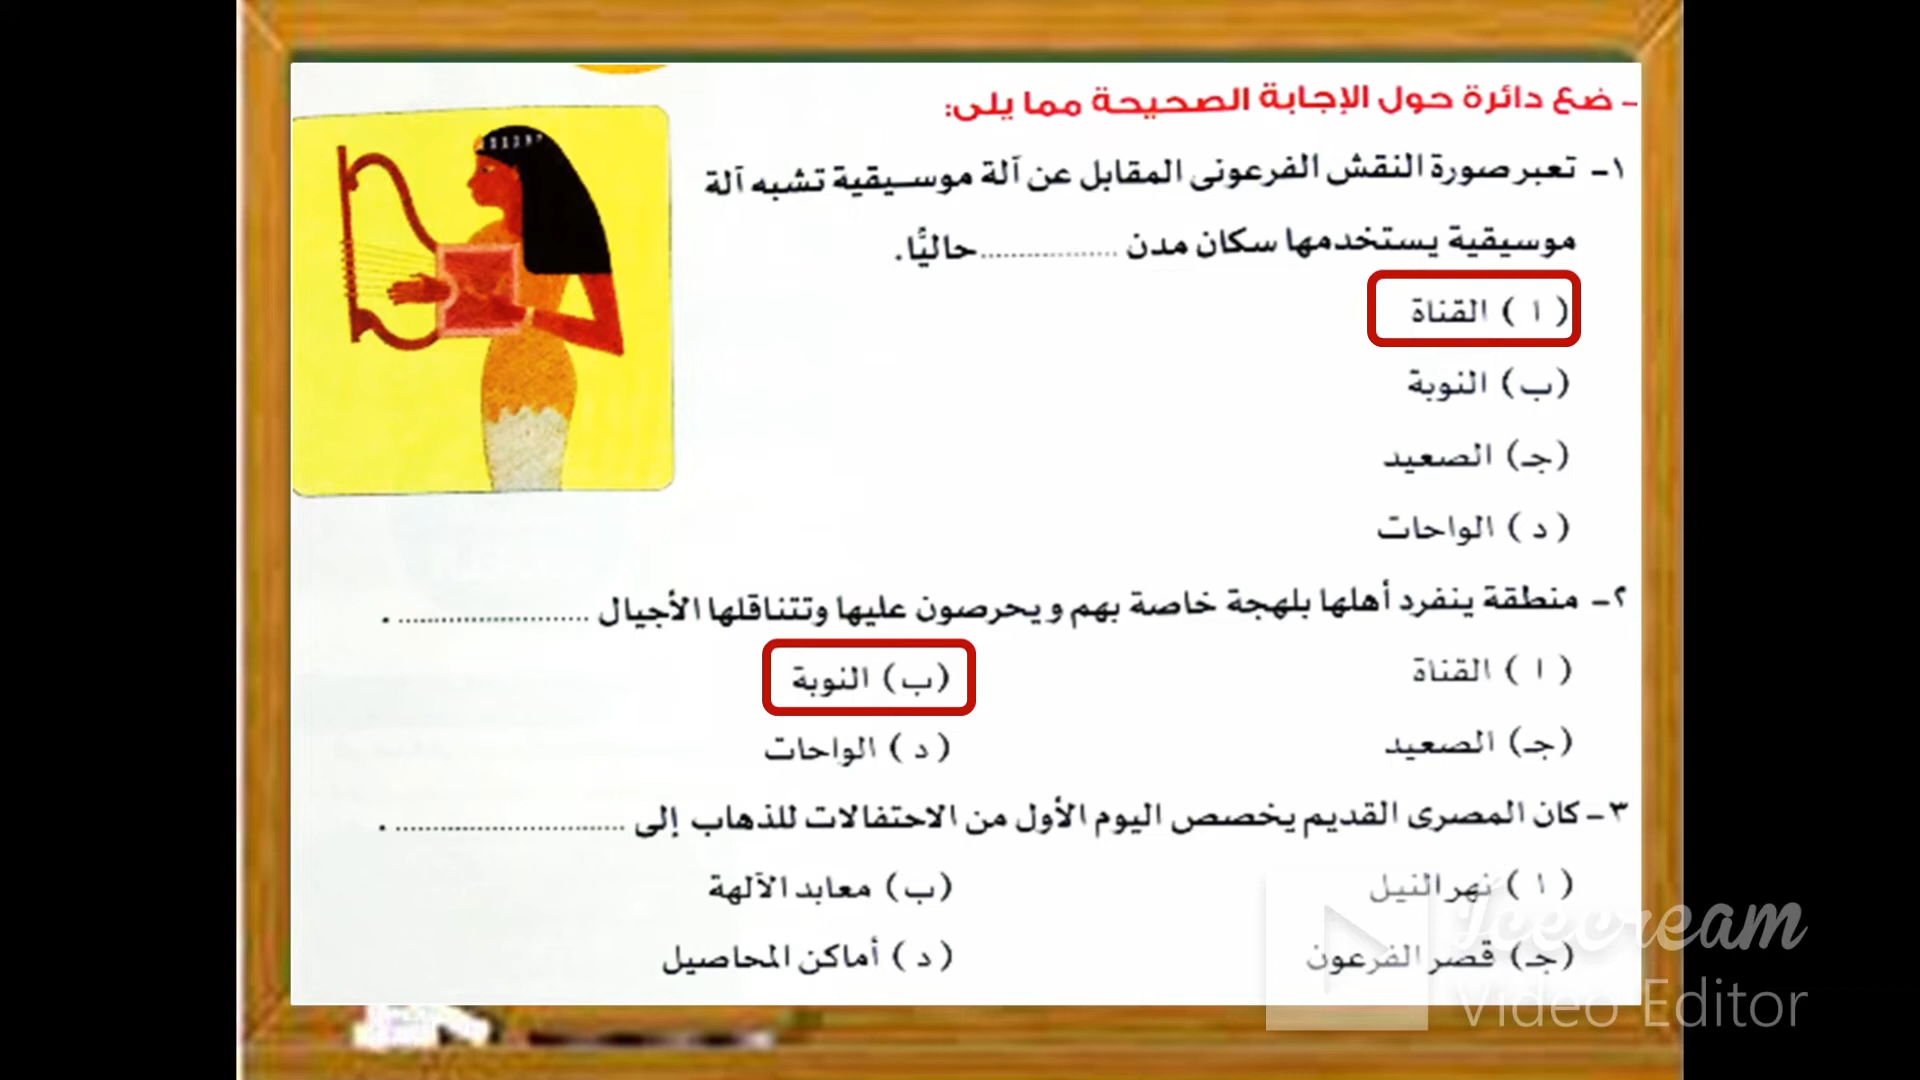 - ضع دائرة حول الإجابة الصحيحة مما يلى:
١- تعبر صورة النقش الفرعونى المقابل عن آلة موسيقية تشبه آلة
موسيقية يستخدمها سكان مدن ................ حاليًّا.
( ا ) القناة
(ب) النوبة
(جـ) الصعيد
( د ) الواحات
٢- منطقة ينفرد أهلها بلهجة خاصة بهم ويحرصون عليها وتتناقلها الأجيال ...................... .
( ا ) القناة (ب) النوبة
(جـ) الصعيد ( د ) الواحات
٣- كان المصرى القديم يخصص اليوم الأول من الاحتفالات للذهاب إلى .......................... .
( ا ) نهر النيل (ب) معابد الآلهة
(جـ) قصر الفرعون ( د ) أماكن المحاصيل
Icecream
Video Editor